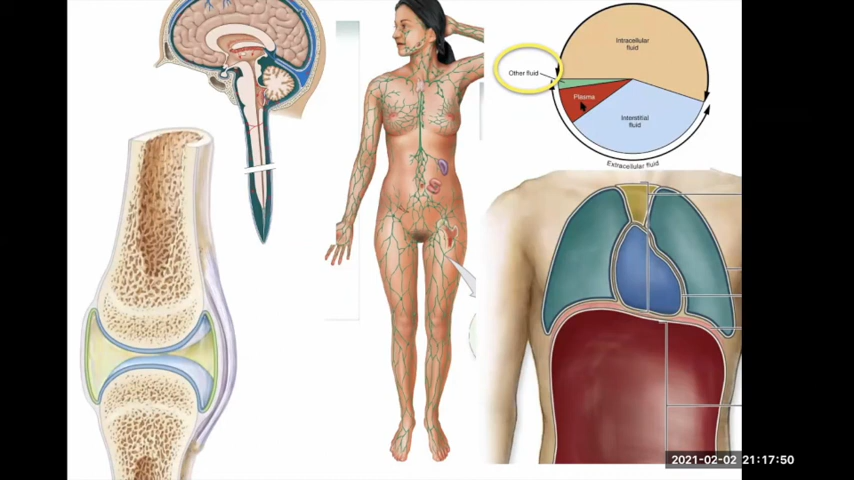 Intracellular
fluid
Other fluid
Plasma
Interstitial
fluid
Extracellular fluid
2021-02-02 21:17:50